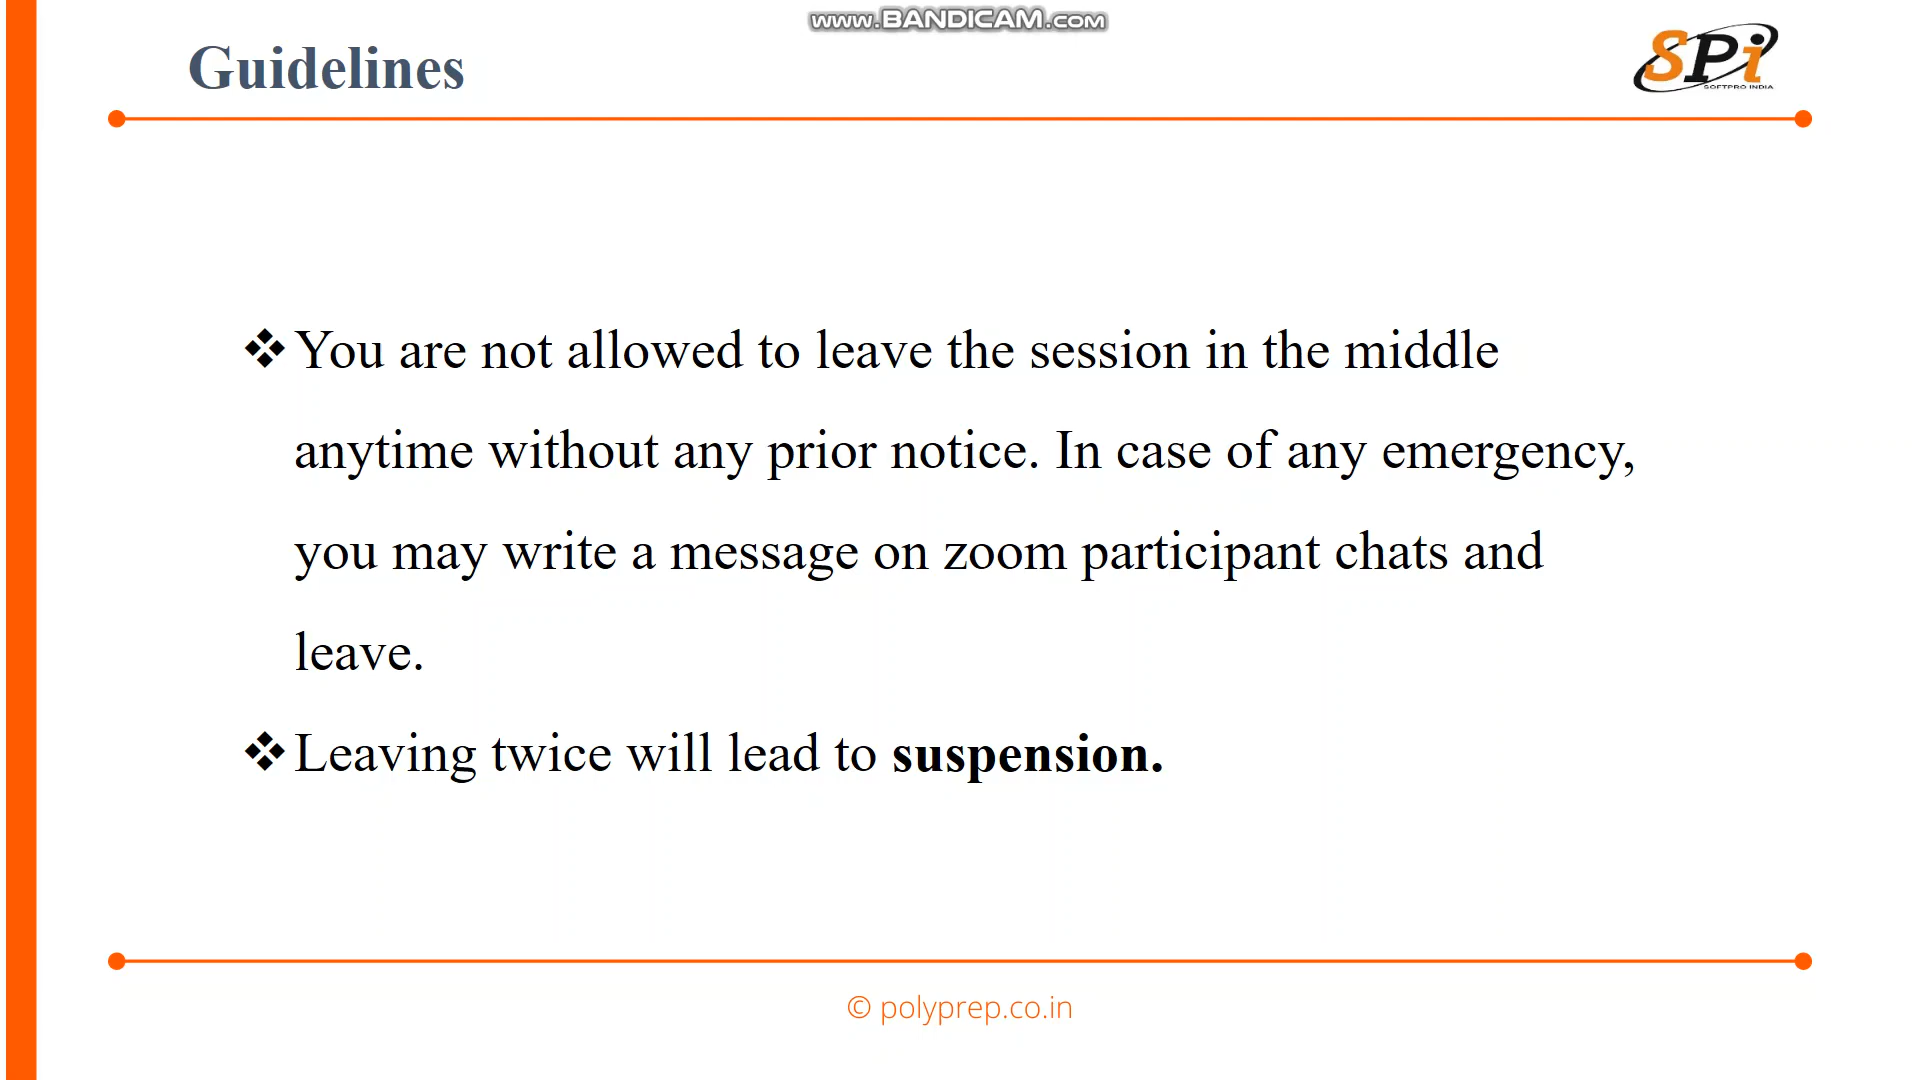 www.BANDICAM.com
Guidelines
SPi
SOFTPRO INDIA
❖ You are not allowed to leave the session in the middle
anytime without any prior notice. In case of any emergency,
you may write a message on zoom participant chats and
leave.
❖ Leaving twice will lead to suspension.
© polyprep.co.in